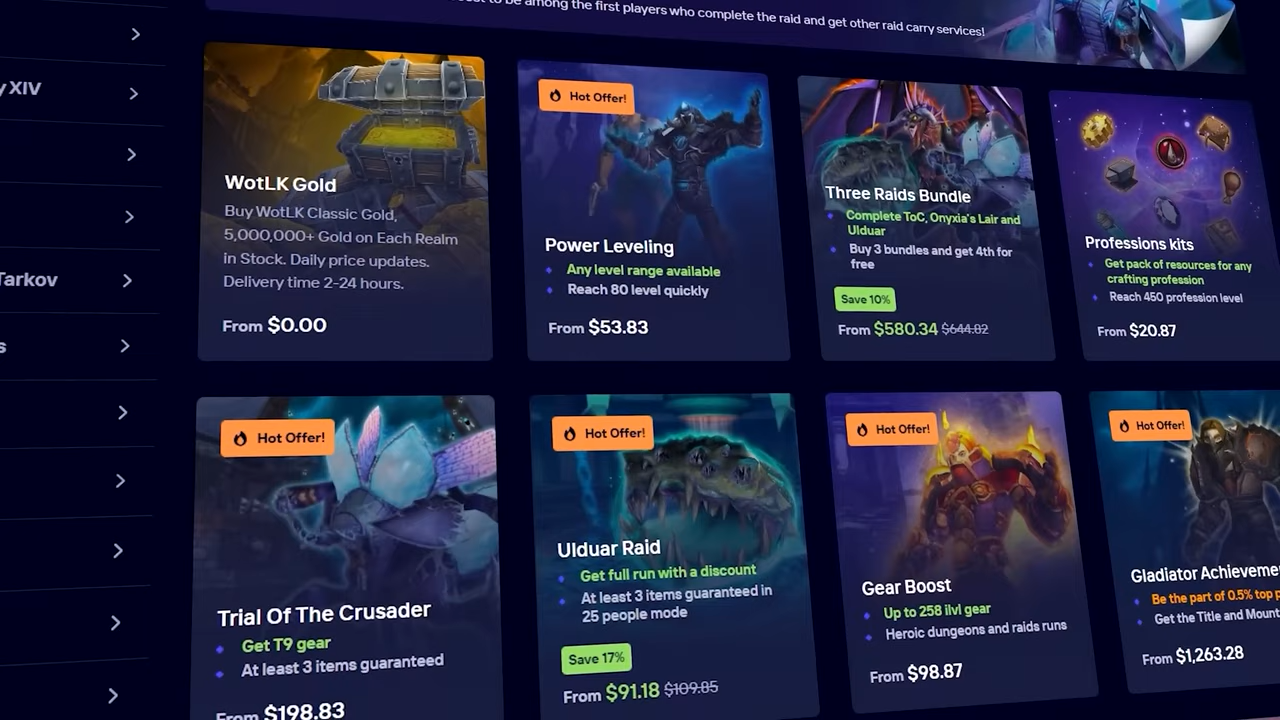 to be among the first players who complete the raid and get other raid carry services!
XIV
Tarkov
s
WotLK Gold
Buy WotLK Classic Gold,
5,000,000+ Gold on Each Realm
in Stock. Daily price updates.
Delivery time 2-24 hours.
From $0.00
Hot Offer!
Power Leveling
Any level range available
Reach 80 level quickly
From $53.83
Three Raids Bundle
Complete ToC, Onyxia's Lair and
Ulduar
Buy 3 bundles and get 4th for
free
Save 10%
From $580.34 $644.82
Professions kits
Get pack of resources for any
crafting profession
Reach 450 profession level
From $20.87
Hot Offer!
Trial Of The Crusader
Get T9 gear
At least 3 items guaranteed
From $198.83
Hot Offer!
Ulduar Raid
Get full run with a discount
At least 3 items guaranteed in
25 people mode
Save 17%
From $91.18 $109.85
Hot Offer!
Gear Boost
Up to 258 ilvl gear
Heroic dungeons and raids runs
From $98.87
Hot Offer!
Gladiator Achieveme
Be the part of 0.5% top p
Get the Title and Mount
From $1,263.28